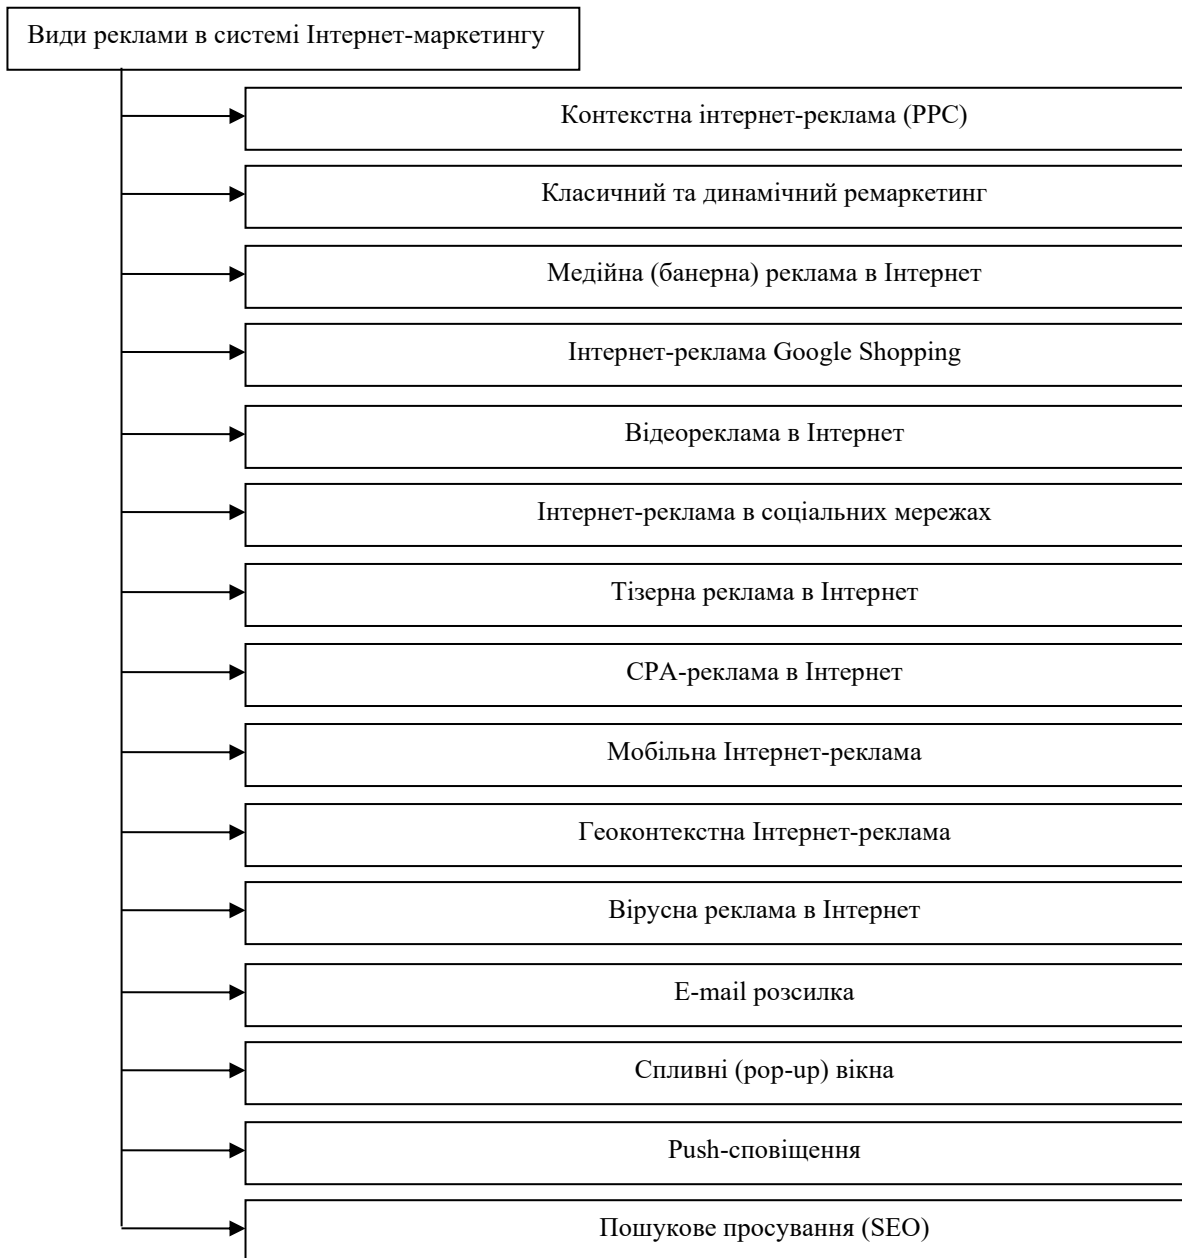 Види реклами в системі Інтернет-маркетингу
Контекстна інтернет-реклама (PPC)
Класичний та динамічний ремаркетинг
Медійна (банерна) реклама в Інтернет
Інтернет-реклама Google Shopping
Відеореклама в Інтернет
Інтернет-реклама в соціальних мережах
Тізерна реклама в Інтернет
CPA-реклама в Інтернет
Мобільна Інтернет-реклама
Геоконтекстна Інтернет-реклама
Вірусна реклама в Інтернет
E-mail розсилка
Спливні (pop-up) вікна
Push-сповіщення
Пошукове просування (SEO)